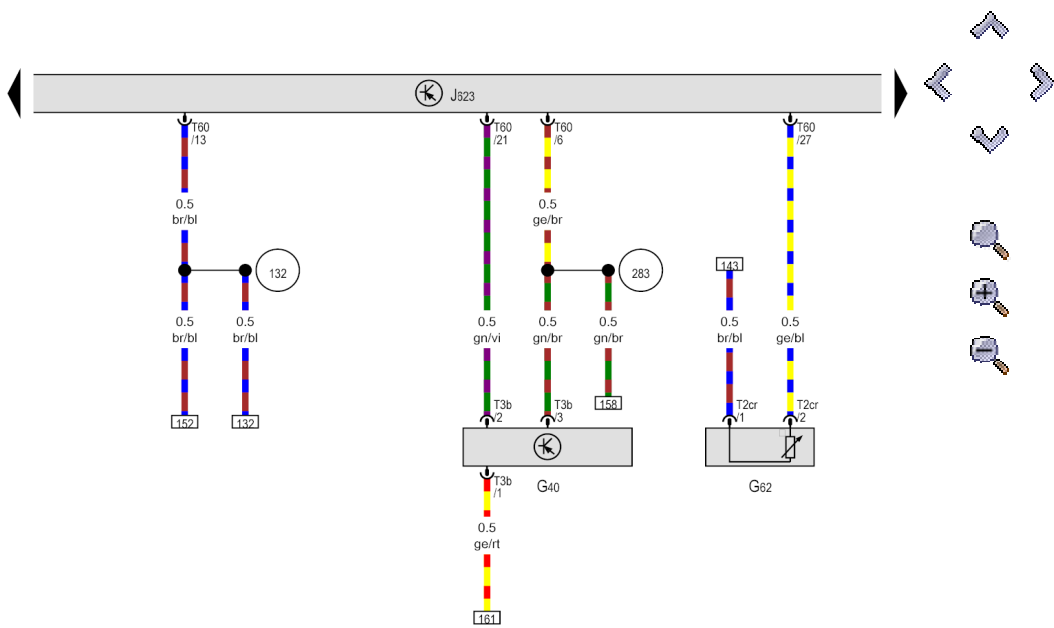 J623
T60
/13
T60
/21
T60
/6
T60
/27
0.5
br/bl
0.5
ge/br
132
283
143
0.5
br/bl
0.5
br/bl
0.5
gn/vi
0.5
gn/br
0.5
gn/br
0.5
br/bl
0.5
ge/bl
152
132
T3b
/2
T3b
/3
158
T2cr
/1
T2cr
/2
T3b
/1
G40
G62
0.5
ge/rt
161